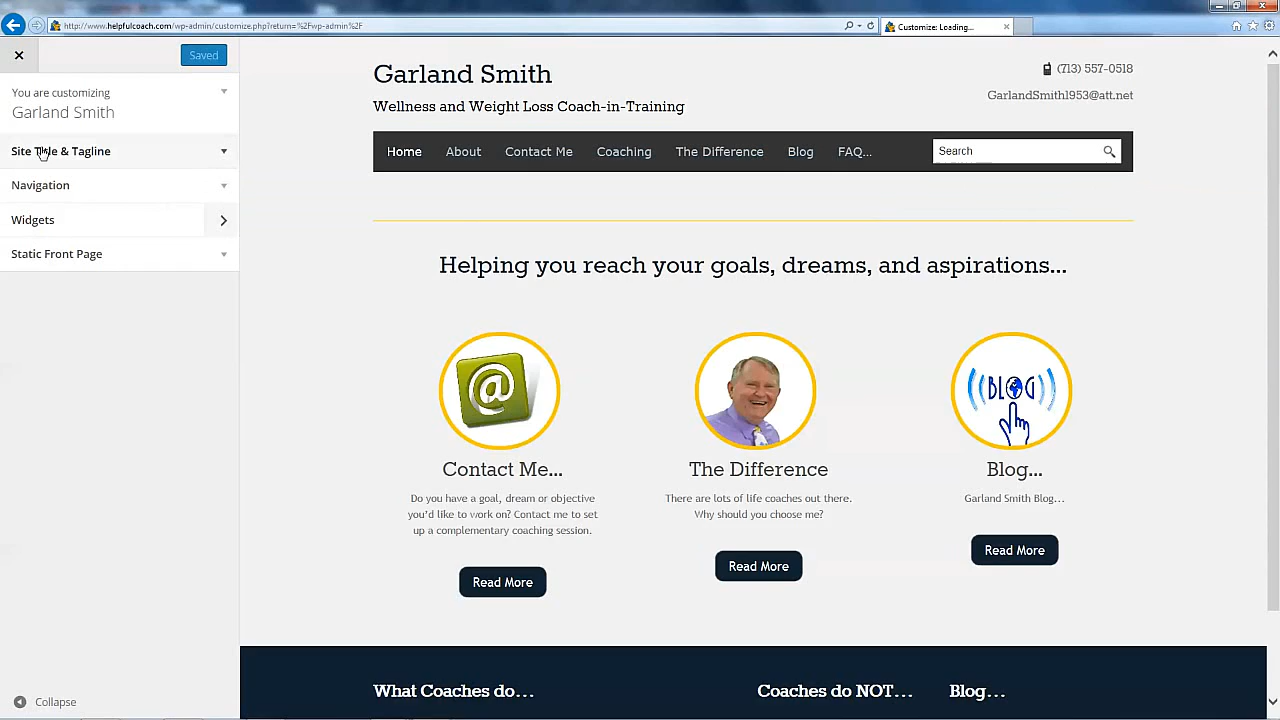 http://www.helpfulcoach.com/wp-admin/customize.php?return=%2Fwp-admin%2F
Customize: Loading...
Saved
You are customizing
Garland Smith
Site Title & Tagline
Navigation
Widgets
Static Front Page
Collapse
Garland Smith
Wellness and Weight Loss Coach-in-Training
(713) 557-0518
GarlandSmith1953@att.net
Home About Contact Me Coaching The Difference Blog FAQ... Search
Helping you reach your goals, dreams, and aspirations...
@
BLOG
Contact Me...
Do you have a goal, dream or objective
you'd like to work on? Contact me to set
up a complementary coaching session.
Read More
The Difference
There are lots of life coaches out there.
Why should you choose me?
Read More
Blog...
Garland Smith Blog...
Read More
What Coaches do... Coaches do NOT... Blog...